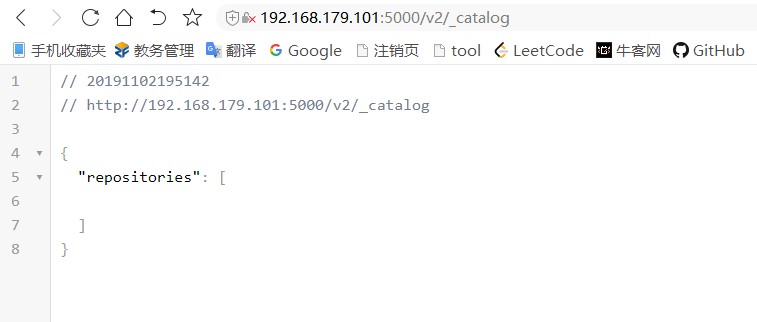 192.168.179.101:5000/v2/_catalog
手机收藏夹 教务管理 翻译 Google 注销页 tool LeetCode 牛客网 GitHub
1 // 20191102195142
2 // http://192.168.179.101:5000/v2/_catalog
3
4 {
5 "repositories": [
6
7 ]
8 }